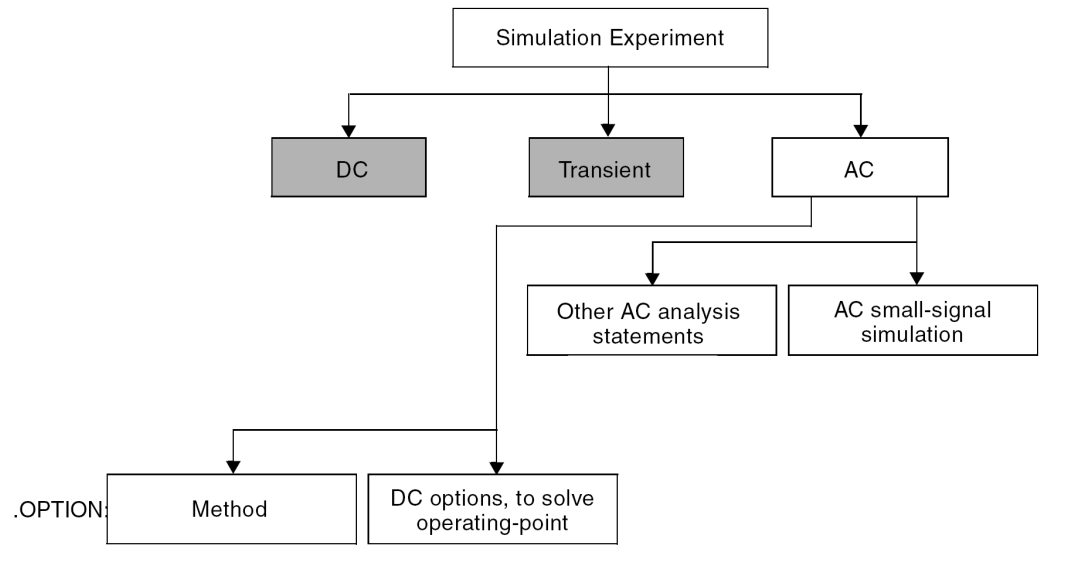 Simulation Experiment
DC
Transient
AC
Other AC analysis
statements
AC small-signal
simulation
.OPTION:
Method
DC options, to solve
operating-point